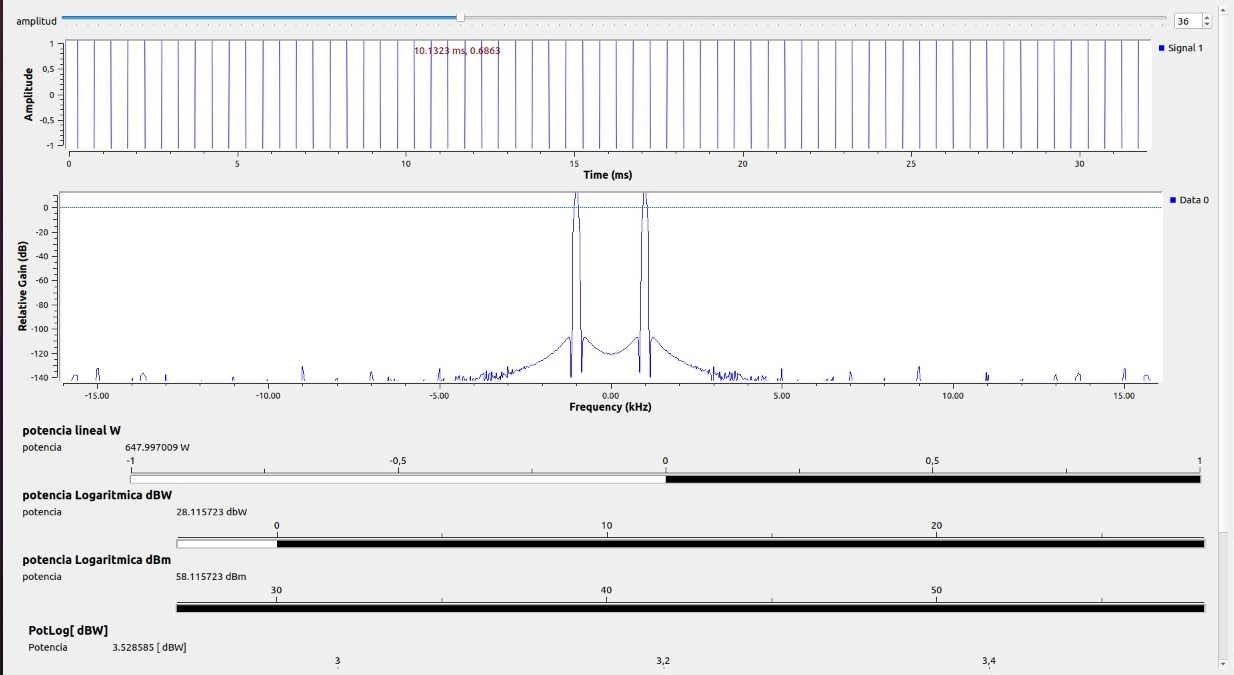 amplitud 36
1 10.1323 ms, 0.6863 Signal 1
0,5
0
-0,5
-1
Amplitude
0 5 10 15 20 25 30
Time (ms)
Data 0
0
-20
-40
-60
-80
-100
-120
-140
Relative Gain (dB)
-15.00 -10.00 -5.00 0.00 5.00 10.00 15.00
Frequency (kHz)
potencia lineal W
potencia 647.997009 W
-1 -0,5 0 0,5 1
potencia Logaritmica dBW
potencia 28.115723 dbW
0 10 20
potencia Logaritmica dBm
potencia 58.115723 dBm
30 40 50
PotLog[ dBW]
Potencia 3.528585 [ dBW]
3 3,2 3,4